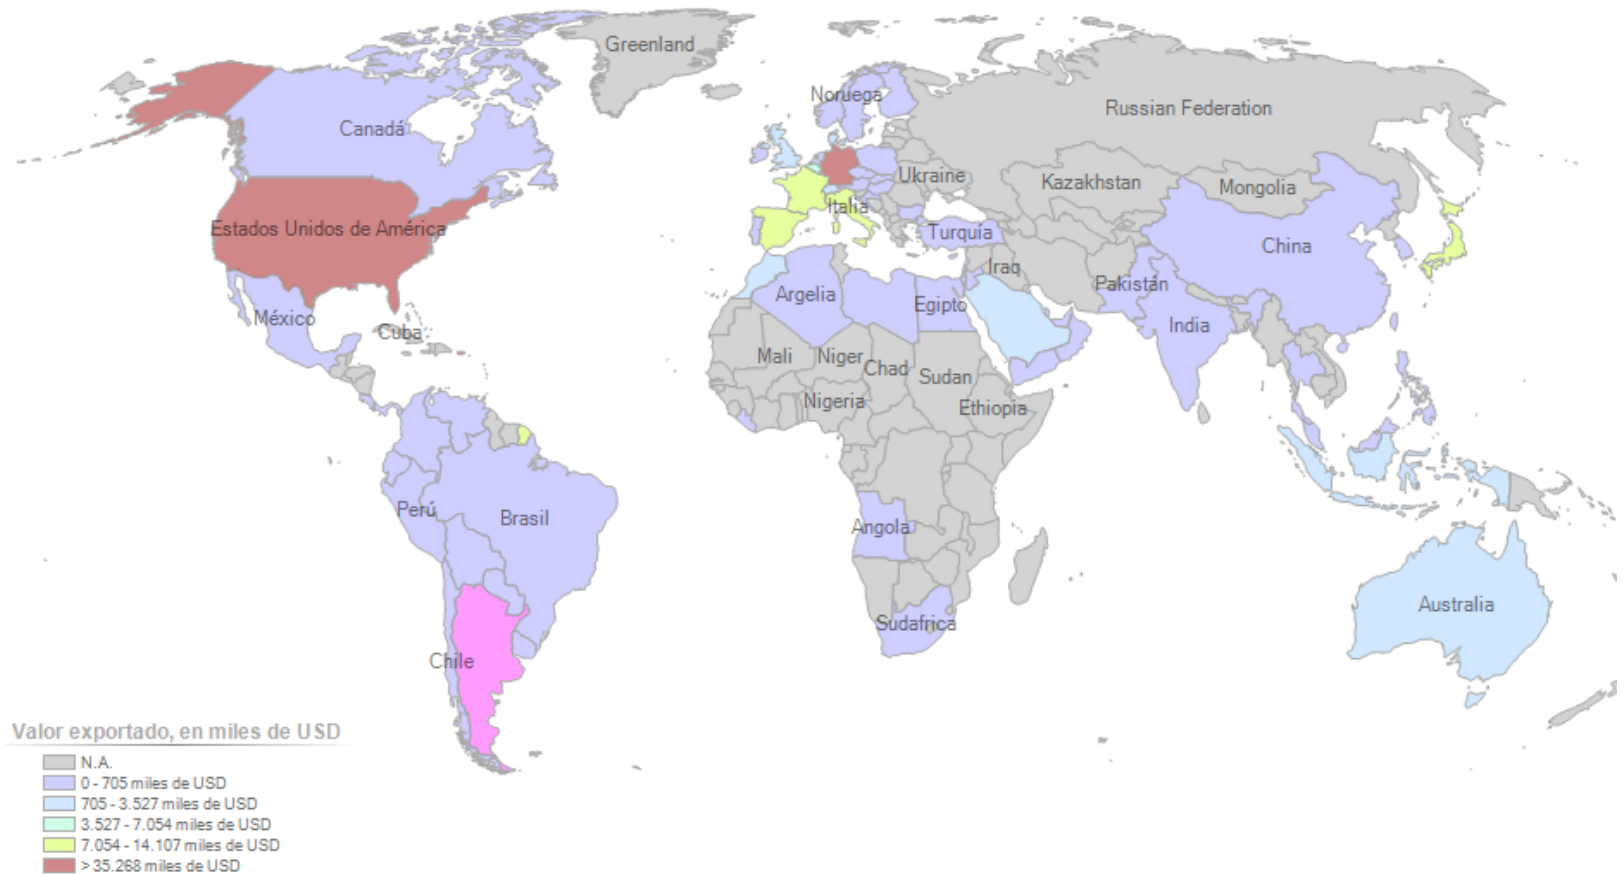 Greenland
Noruega
Russian Federation
Canadá
Ukraine
Kazakhstan
Mongolia
Italia
Estados Unidos de América
Turquía
China
Iraq
Pakistán
Argelia
Egipto
México
Cuba
India
Mali
Niger
Chad
Sudan
Nigeria
Ethiopia
Perú
Brasil
Angola
Australia
Sudafrica
Chile
Valor exportado, en miles de USD
N.A.
0 - 705 miles de USD
705 - 3.527 miles de USD
3.527 - 7.054 miles de USD
7.054 - 14.107 miles de USD
> 35.268 miles de USD